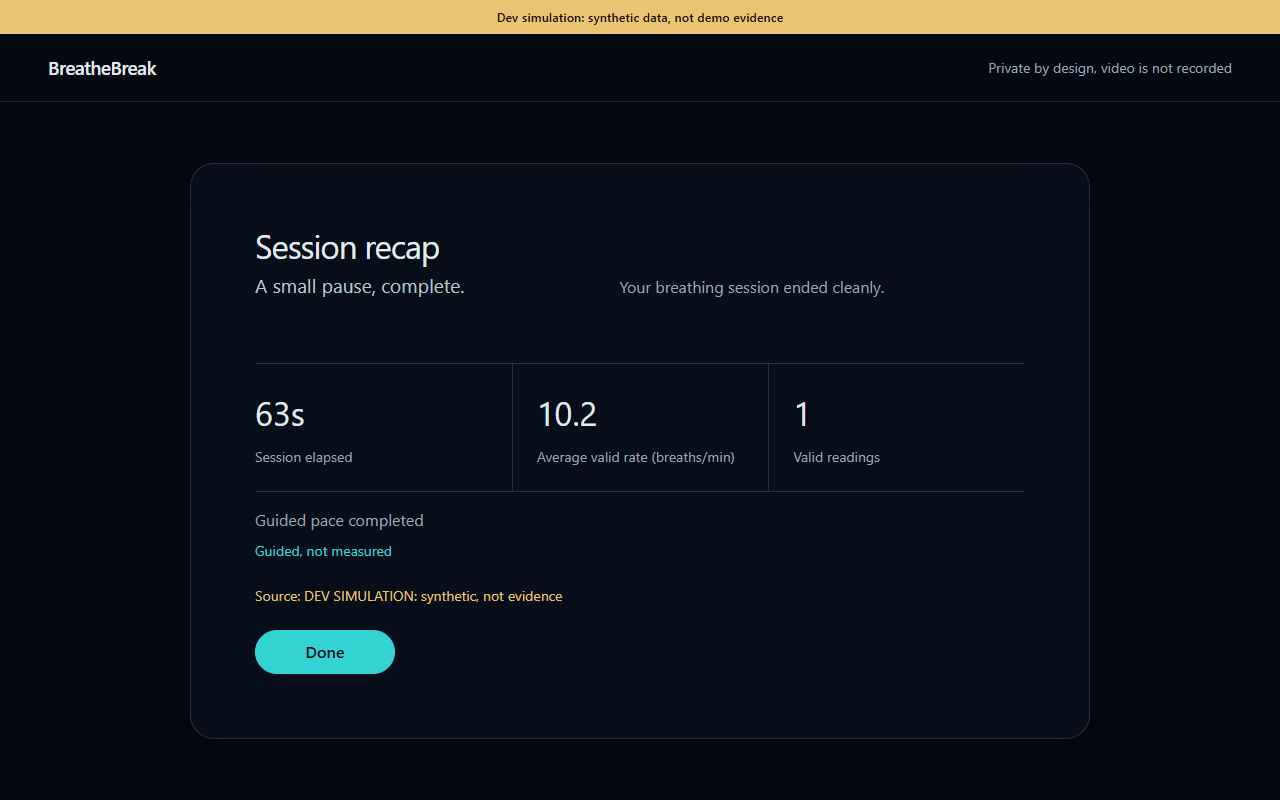 Dev simulation: synthetic data, not demo evidence
BreatheBreak
Private by design, video is not recorded
Session recap
A small pause, complete.
Your breathing session ended cleanly.
63s
Session elapsed
10.2
Average valid rate (breaths/min)
1
Valid readings
Guided pace completed
Guided, not measured
Source: DEV SIMULATION: synthetic, not evidence
Done